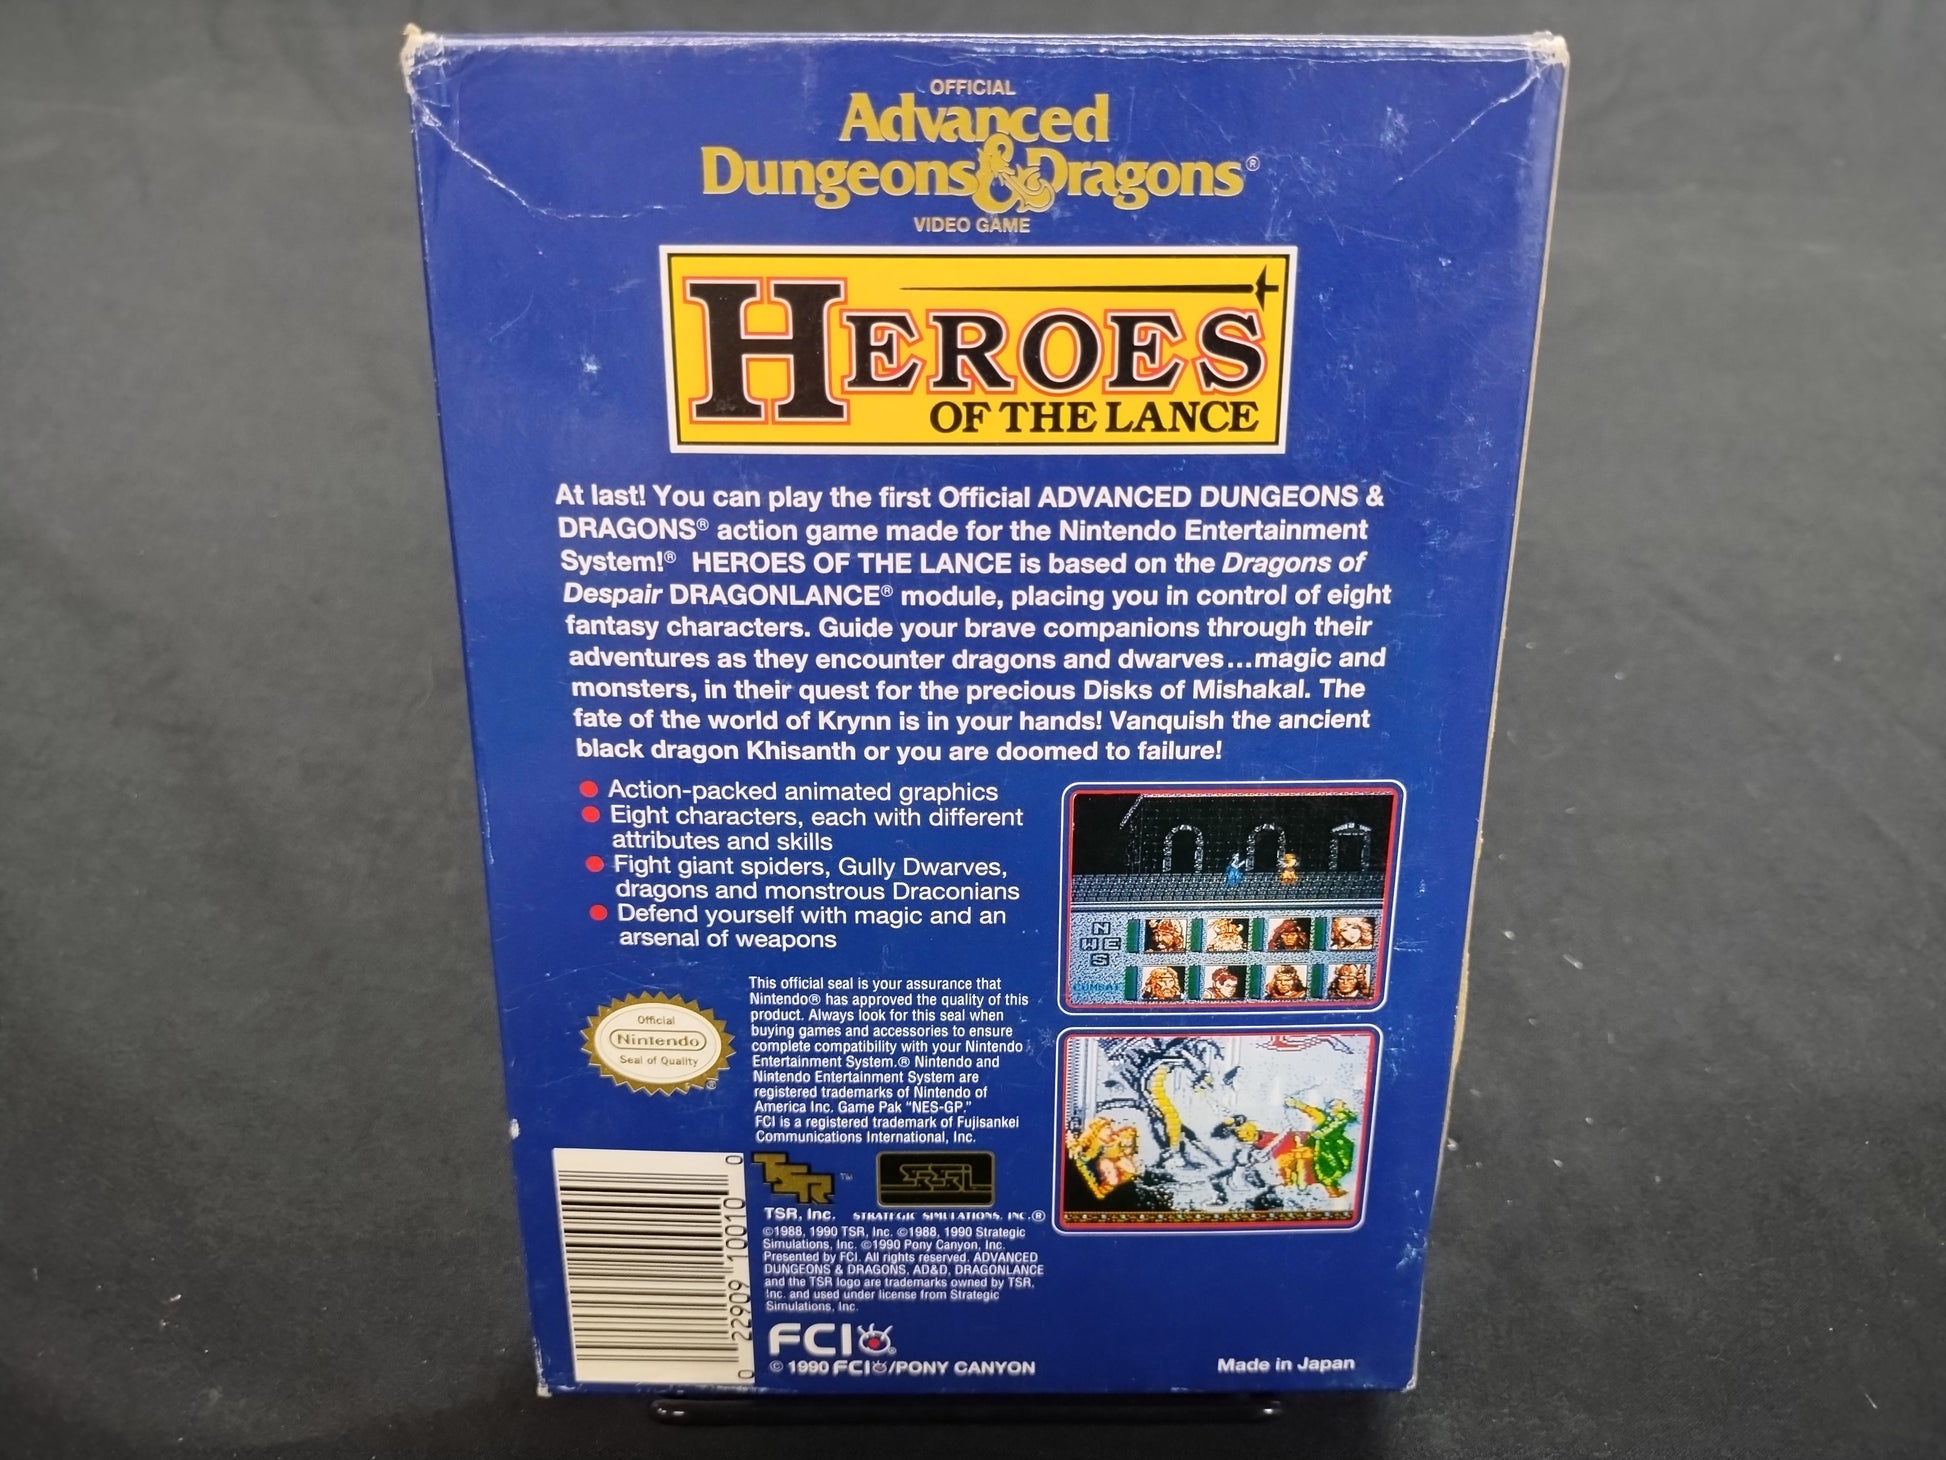 OFFICIAL
Advanced
Dungeons & Dragons®
VIDEO GAME
HEROES
OF THE LANCE
At last! You can play the first Official ADVANCED DUNGEONS &
DRAGONS® action game made for the Nintendo Entertainment
System!® HEROES OF THE LANCE is based on the Dragons of
Despair DRAGONLANCE® module, placing you in control of eight
fantasy characters. Guide your brave companions through their
adventures as they encounter dragons and dwarves...magic and
monsters, in their quest for the precious Disks of Mishakal. The
fate of the world of Krynn is in your hands! Vanquish the ancient
black dragon Khisanth or you are doomed to failure!
● Action-packed animated graphics
● Eight characters, each with different
attributes and skills
● Fight giant spiders, Gully Dwarves,
dragons and monstrous Draconians
● Defend yourself with magic and an
arsenal of weapons
N
W E
S
COMBAT
Official
Nintendo
Seal of Quality
®
This official seal is your assurance that
Nintendo® has approved the quality of this
product. Always look for this seal when
buying games and accessories to ensure
complete compatibility with your Nintendo
Entertainment System.® Nintendo and
Nintendo Entertainment System are
registered trademarks of Nintendo of
America Inc. Game Pak "NES-GP."
FCI is a registered trademark of Fujisankei
Communications International, Inc.
TSR™
SSI
TSR, Inc.
STRATEGIC SIMULATIONS, INC.®
©1988, 1990 TSR, Inc. ©1988, 1990 Strategic
Simulations, Inc. ©1990 Pony Canyon, Inc.
Presented by FCI. All rights reserved. ADVANCED
DUNGEONS & DRAGONS, AD&D, DRAGONLANCE
and the TSR logo are trademarks owned by TSR,
Inc. and used under license from Strategic
Simulations, Inc.
0 22909 10010 0
FCI®
© 1990 FCI/PONY CANYON
Made in Japan